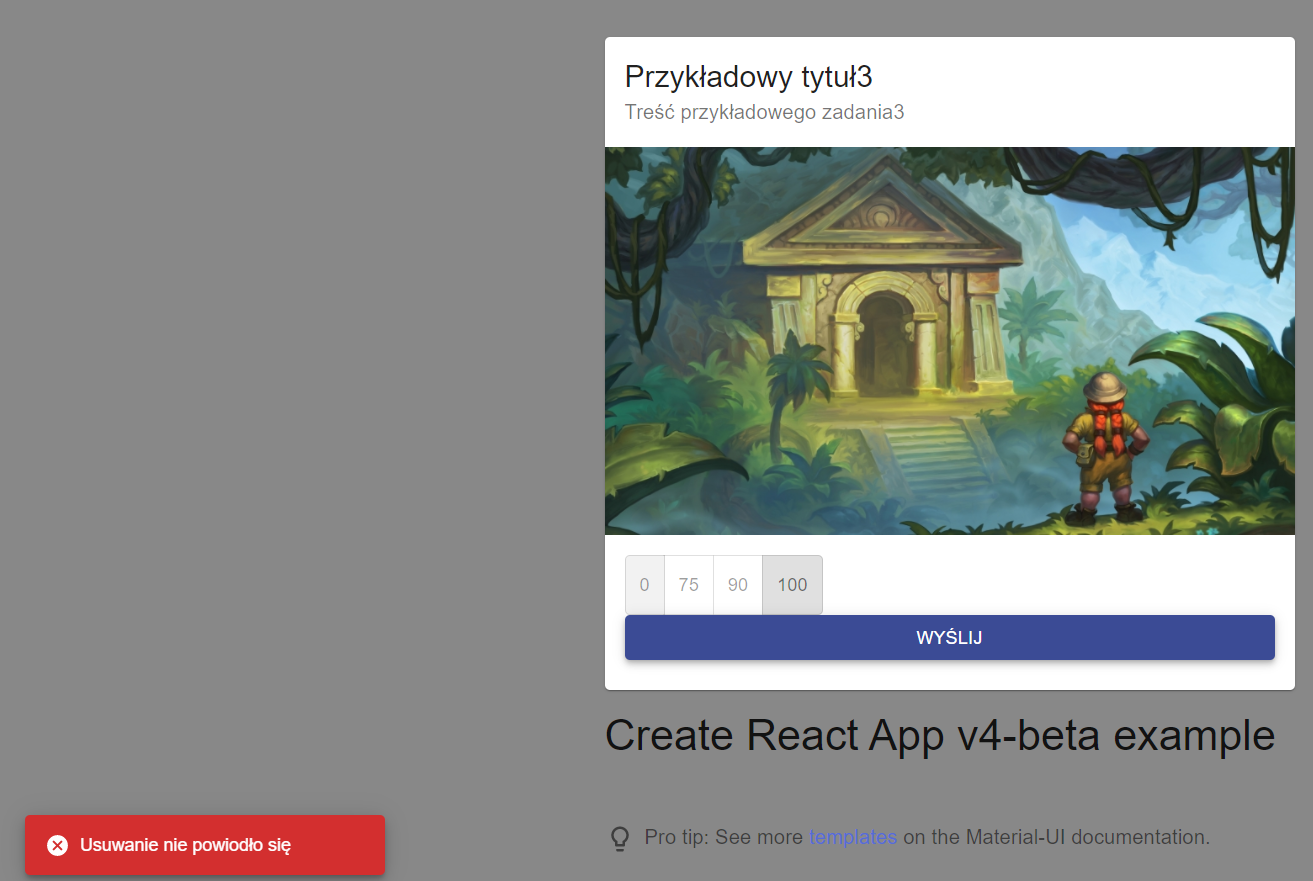 Przykładowy tytuł3
Treść przykładowego zadania3
0 75 90 100
WYŚLIJ
Create React App v4-beta example
Pro tip: See more templates on the Material-UI documentation.
Usuwanie nie powiodło się